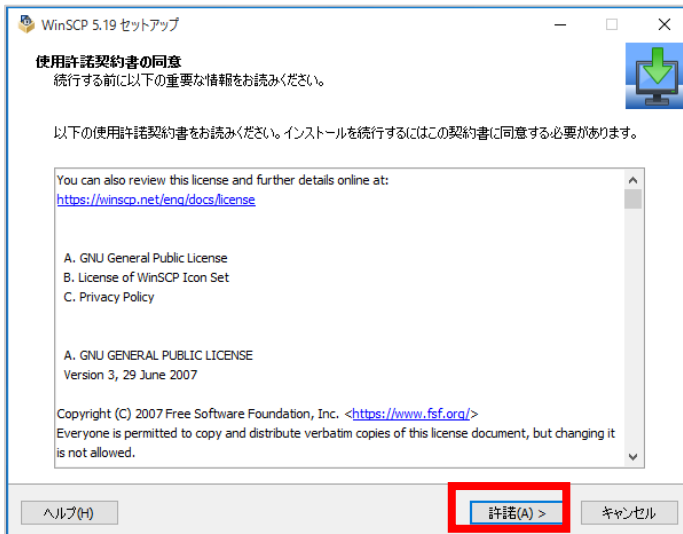 WinSCP 5.19 セットアップ
使用許諾契約書の同意
続行する前に以下の重要な情報をお読みください。
以下の使用許諾契約書をお読みください。インストールを続行するにはこの契約書に同意する必要があります。
You can also review this license and further details online at:
https://winscp.net/eng/docs/license
A. GNU General Public License
B. License of WinSCP Icon Set
C. Privacy Policy
A. GNU GENERAL PUBLIC LICENSE
Version 3, 29 June 2007
Copyright (C) 2007 Free Software Foundation, Inc. <https://www.fsf.org/>
Everyone is permitted to copy and distribute verbatim copies of this license document, but changing it
is not allowed.
ヘルプ(H)
許諾(A) >
キャンセル